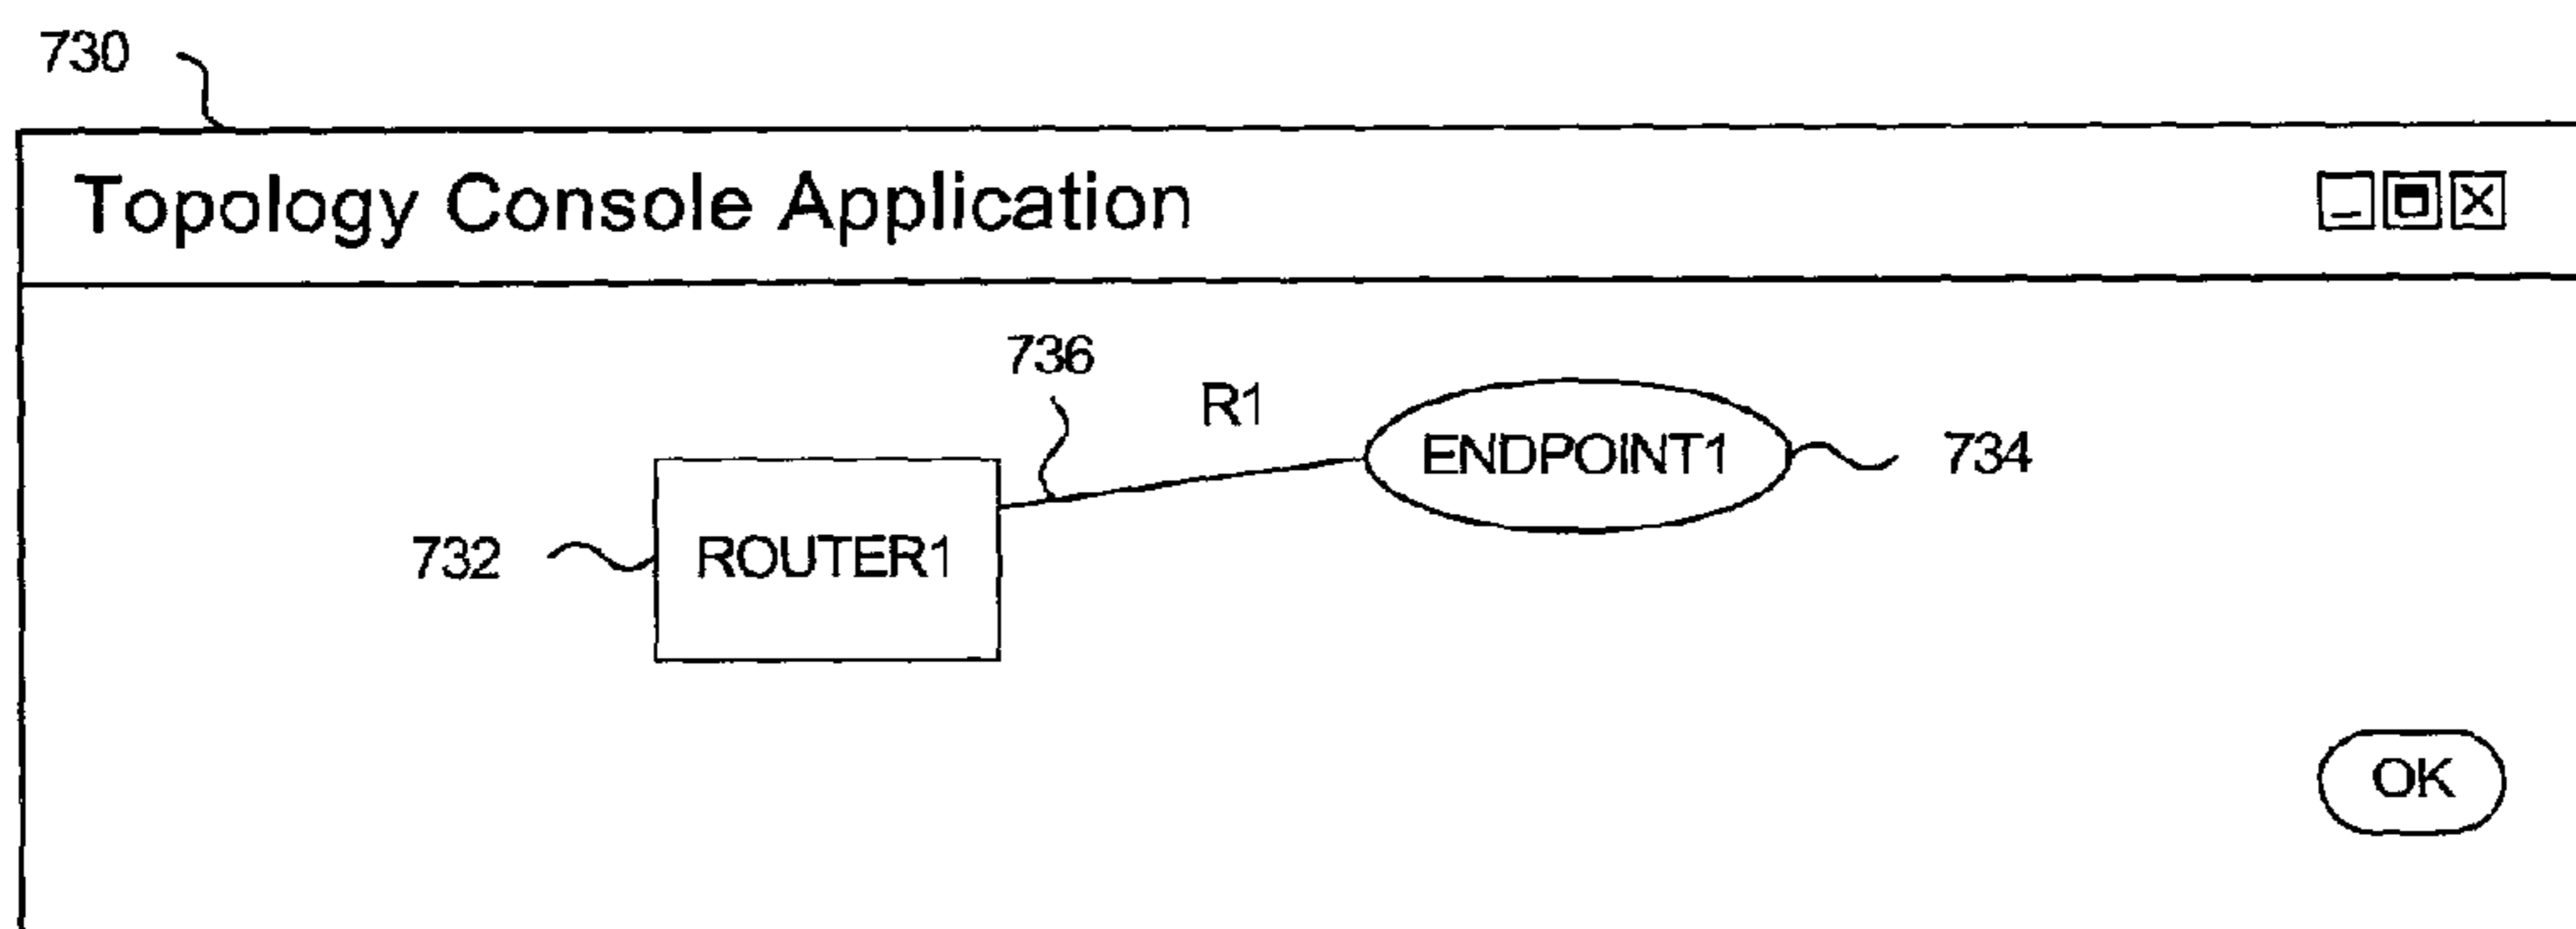 730
Topology Console Application
736
R1
ENDPOINT1
734
732
ROUTER1
OK